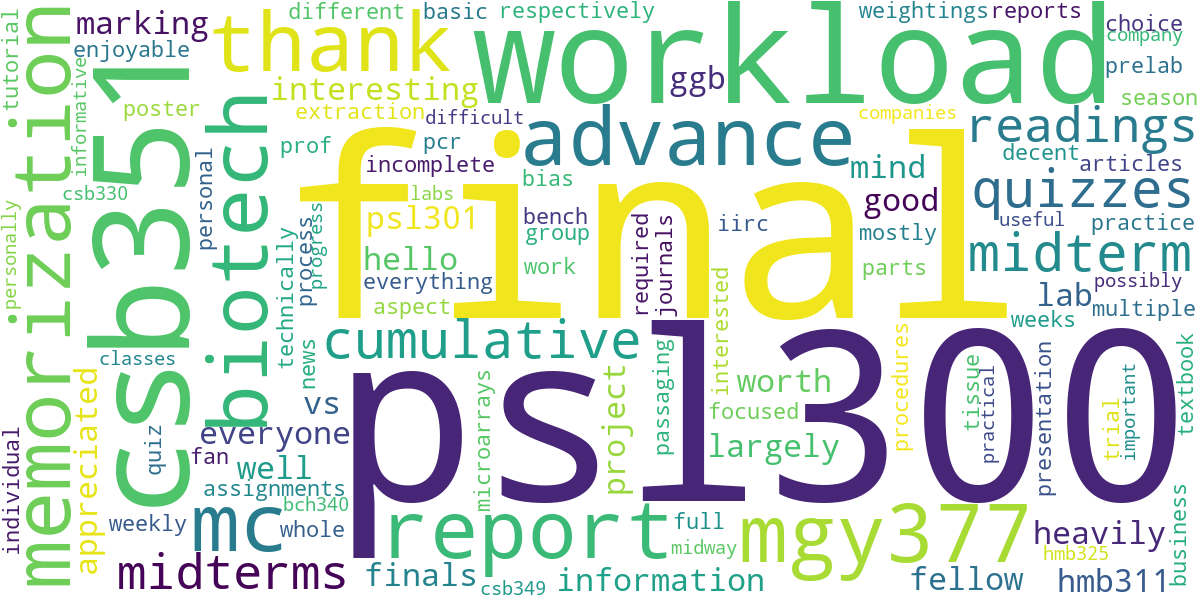 tutorial
marking
enjoyable
different
basic
respectively
weightings
reports
choice
company
thank
workload
ggb
prelab
season
memorization
informative
poster
interesting
extraction
difficult
companies
advance
readings
csb351
biotech
prof
incomplete
pcr
labs
bias
mind
decent
articles
csb330
personal
psl301
bench
group
iirc
good
quizzes
useful
practice
mostly
personally
process
progress
hello
everything
work
required
journals
final
parts
midterm
possibly
technically
aspect
interested
lab
multiple
weeks
classes
news
cumulative
psl300
passaging
worth
procedures
tissue
practical
presentation
trial
important
textbook
appreciated
vs
everyone
microarrays
project
focused
largely
individual
quiz
fan
well
assignments
bch340
weekly
whole
mc
report
full
midway
mgy377
heavily
hmb325
business
midterms
finals
csb349
information
fellow
hmb311